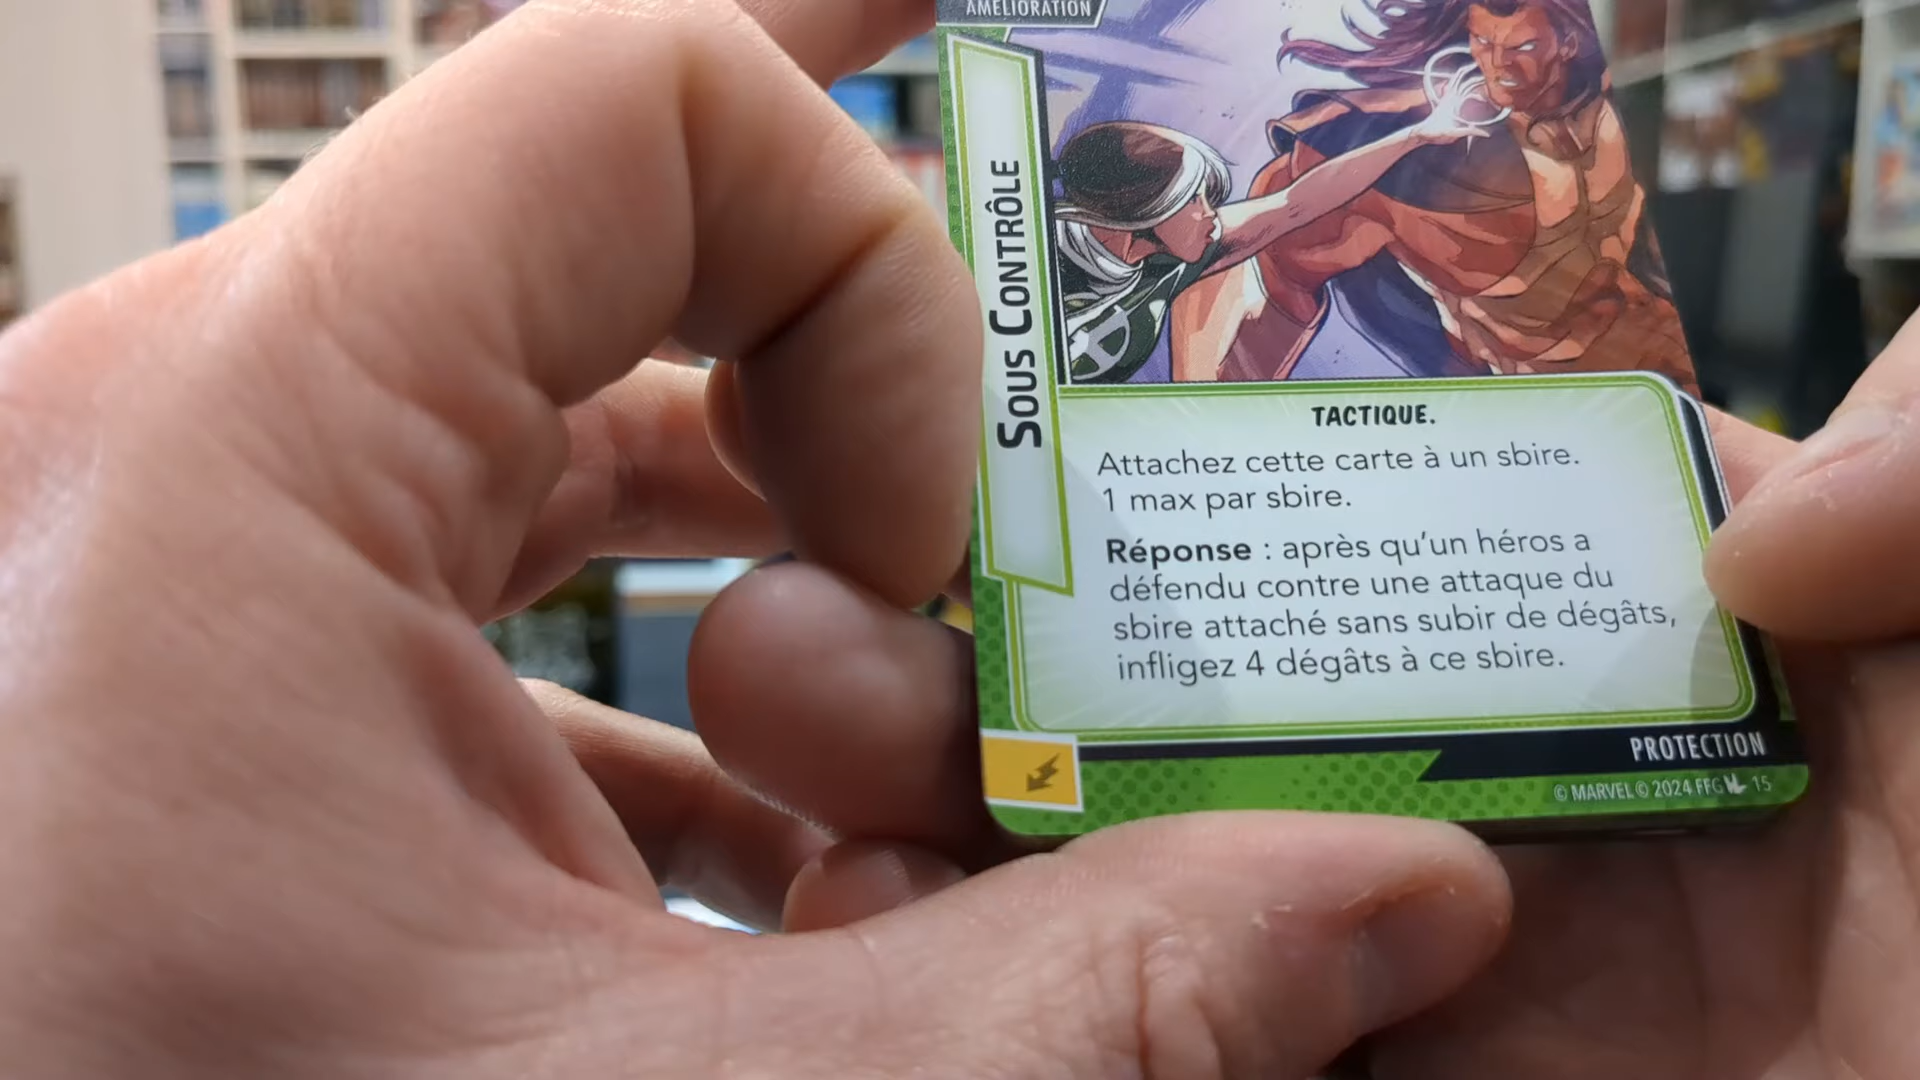 AMÉLIORATION
SOUS CONTRÔLE
TACTIQUE.
Attachez cette carte à un sbire.
1 max par sbire.
Réponse : après qu'un héros a
défendu contre une attaque du
sbire attaché sans subir de dégâts,
infligez 4 dégâts à ce sbire.
PROTECTION
© MARVEL © 2024 FFG 15